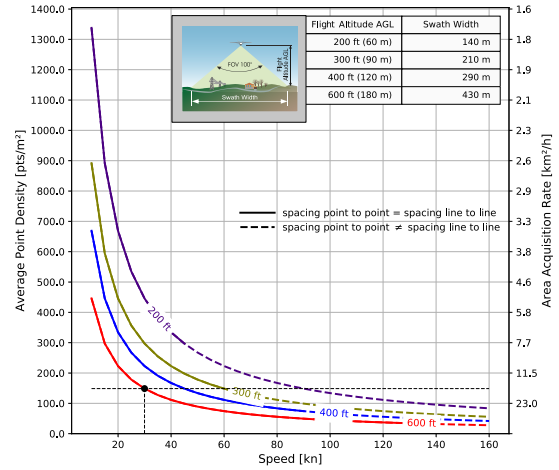 1400.0
1300.0
1200.0
1100.0
1000.0
900.0
800.0
700.0
600.0
500.0
400.0
300.0
200.0
100.0
0.0
Average Point Density [pts/m²]
1.6
1.8
1.9
2.1
2.3
2.6
2.9
3.3
3.8
4.6
5.8
7.7
11.5
23.0
Area Acquisition Rate [km²/h]
20
40
60
80
100
120
140
160
Speed [kn]
FOV 100°
Flight
Altitude AGL
Swath Width
Flight Altitude AGL Swath Width
200 ft (60 m) 140 m
300 ft (90 m) 210 m
400 ft (120 m) 290 m
600 ft (180 m) 430 m
spacing point to point = spacing line to line
spacing point to point ≠ spacing line to line
200 ft
300 ft
400 ft
600 ft